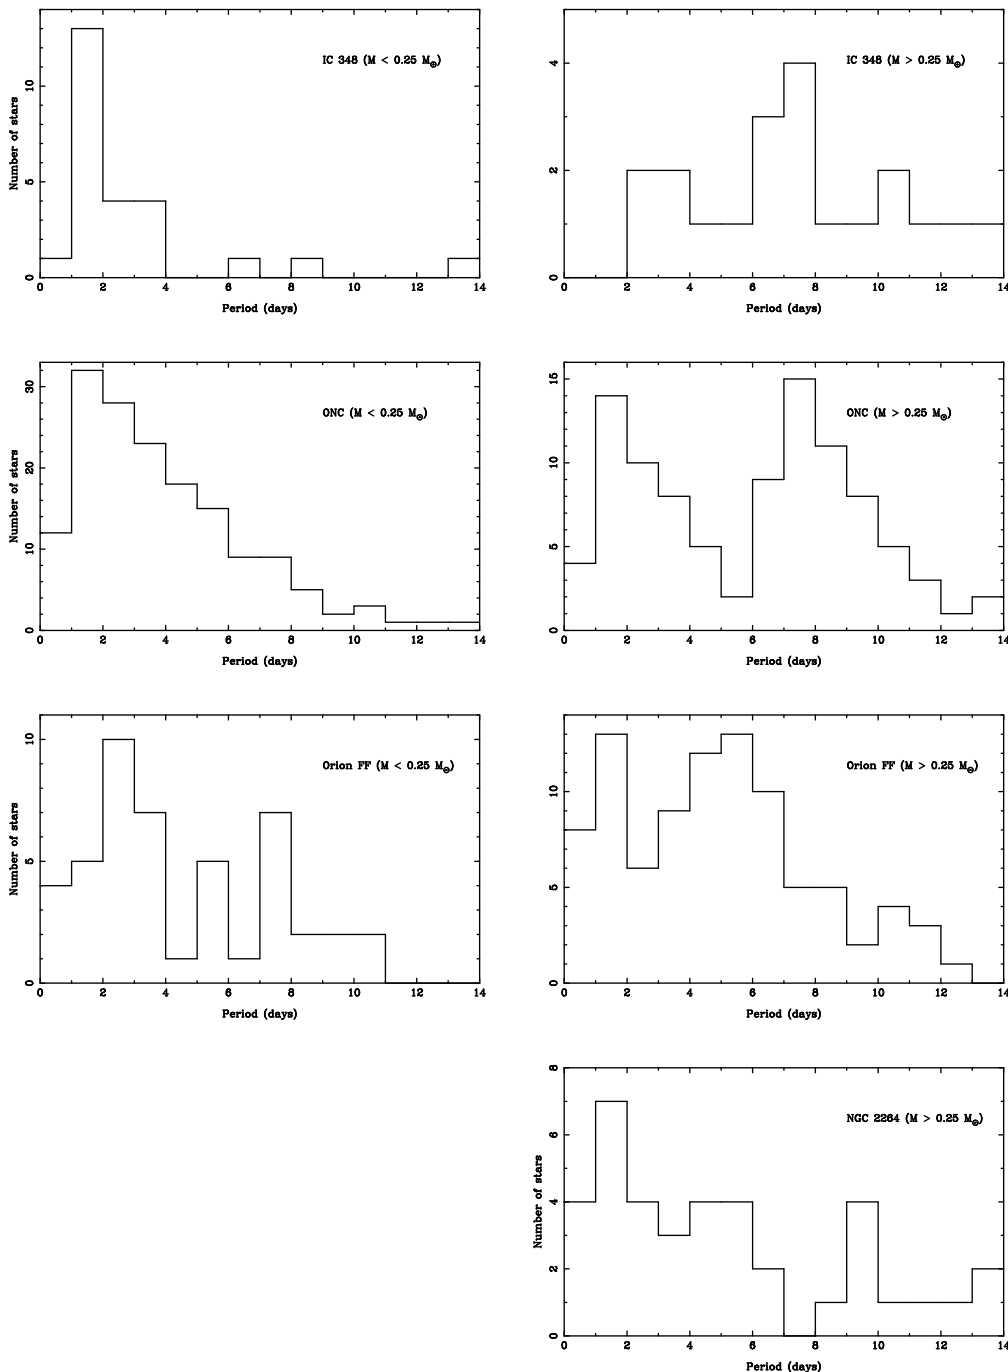 IC 348 (M < 0.25 M⊙)
Number of stars
0 5 10
0 2 4 6 8 10 12 14
Period (days)
IC 348 (M > 0.25 M⊙)
0 2 4
0 2 4 6 8 10 12 14
Period (days)
ONC (M < 0.25 M⊙)
Number of stars
0 10 20 30
0 2 4 6 8 10 12 14
Period (days)
ONC (M > 0.25 M⊙)
0 5 10 15
0 2 4 6 8 10 12 14
Period (days)
Orion FF (M < 0.25 M⊙)
Number of stars
0 5 10
0 2 4 6 8 10 12 14
Period (days)
Orion FF (M > 0.25 M⊙)
0 5 10
0 2 4 6 8 10 12 14
Period (days)
NGC 2264 (M > 0.25 M⊙)
Number of stars
0 2 4 6 8
0 2 4 6 8 10 12 14
Period (days)